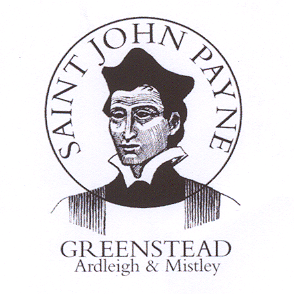 SAINT JOHN PAYNE
GREENSTEAD
Ardleigh & Mistley